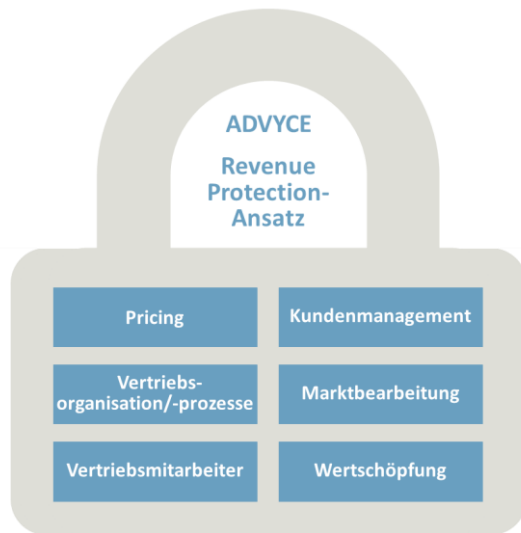 ADVYCE
Revenue
Protection-
Ansatz
Pricing
Kundenmanagement
Vertriebs-
organisation/-prozesse
Marktbearbeitung
Vertriebsmitarbeiter
Wertschöpfung